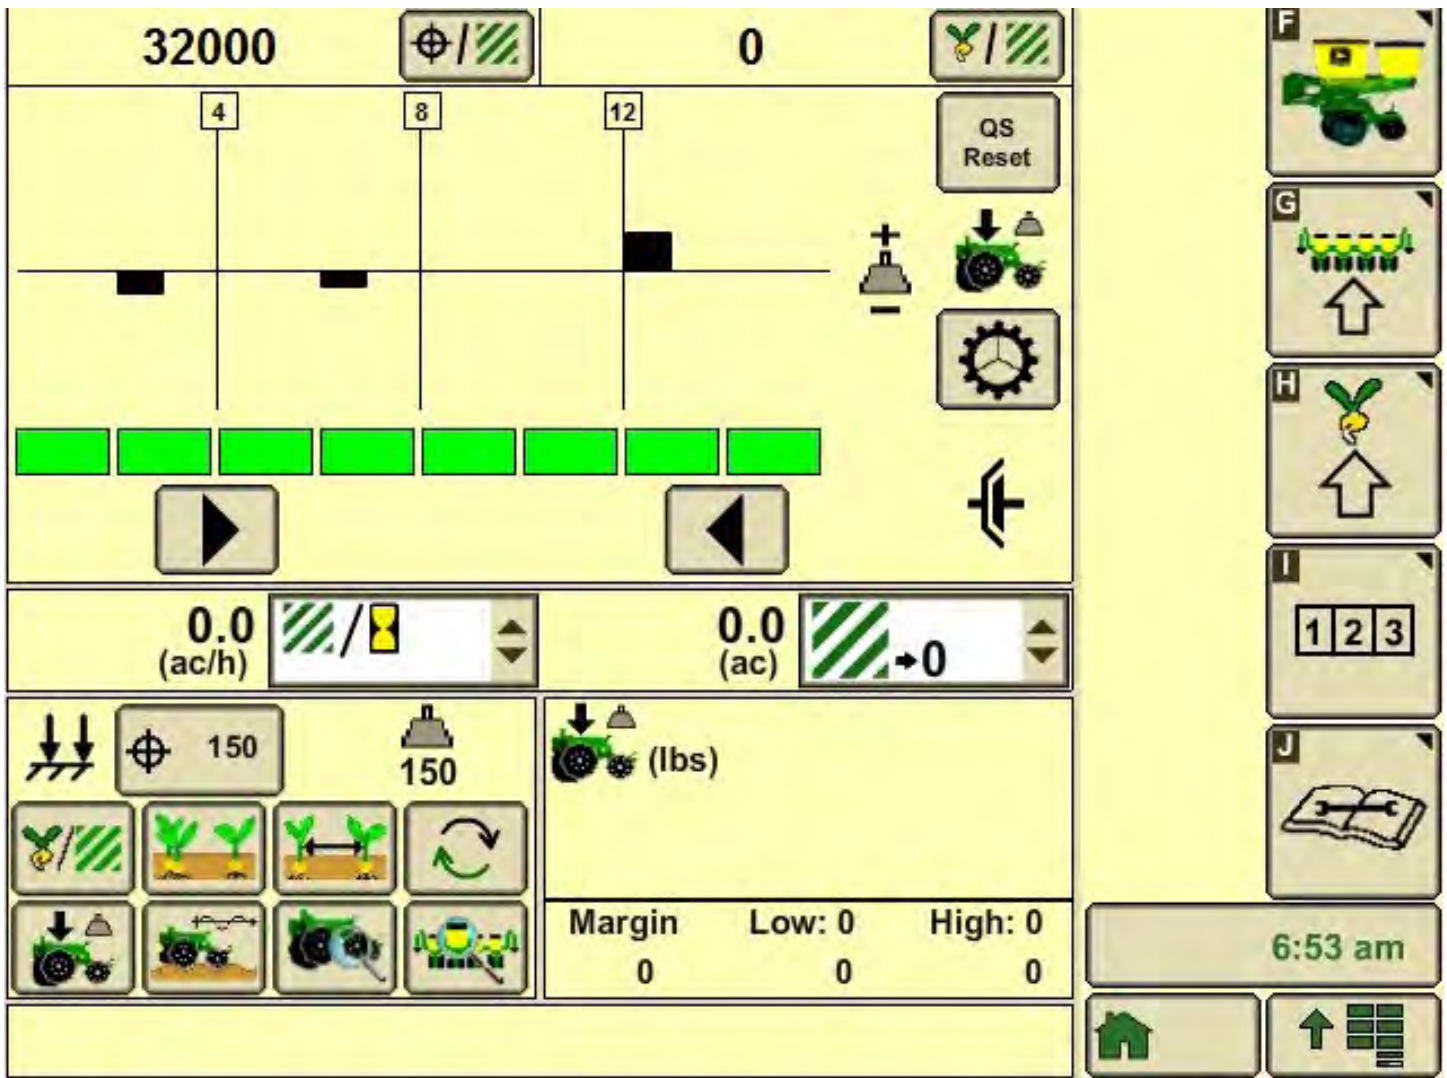 32000
/
0
/
F
4
8
12
QS
Reset
G
+
−
H
0.0
(ac/h)
/
0.0
(ac)
0
I
1 2 3
150
150
(lbs)
J
/
Margin
Low: 0
High: 0
0
0
0
6:53 am